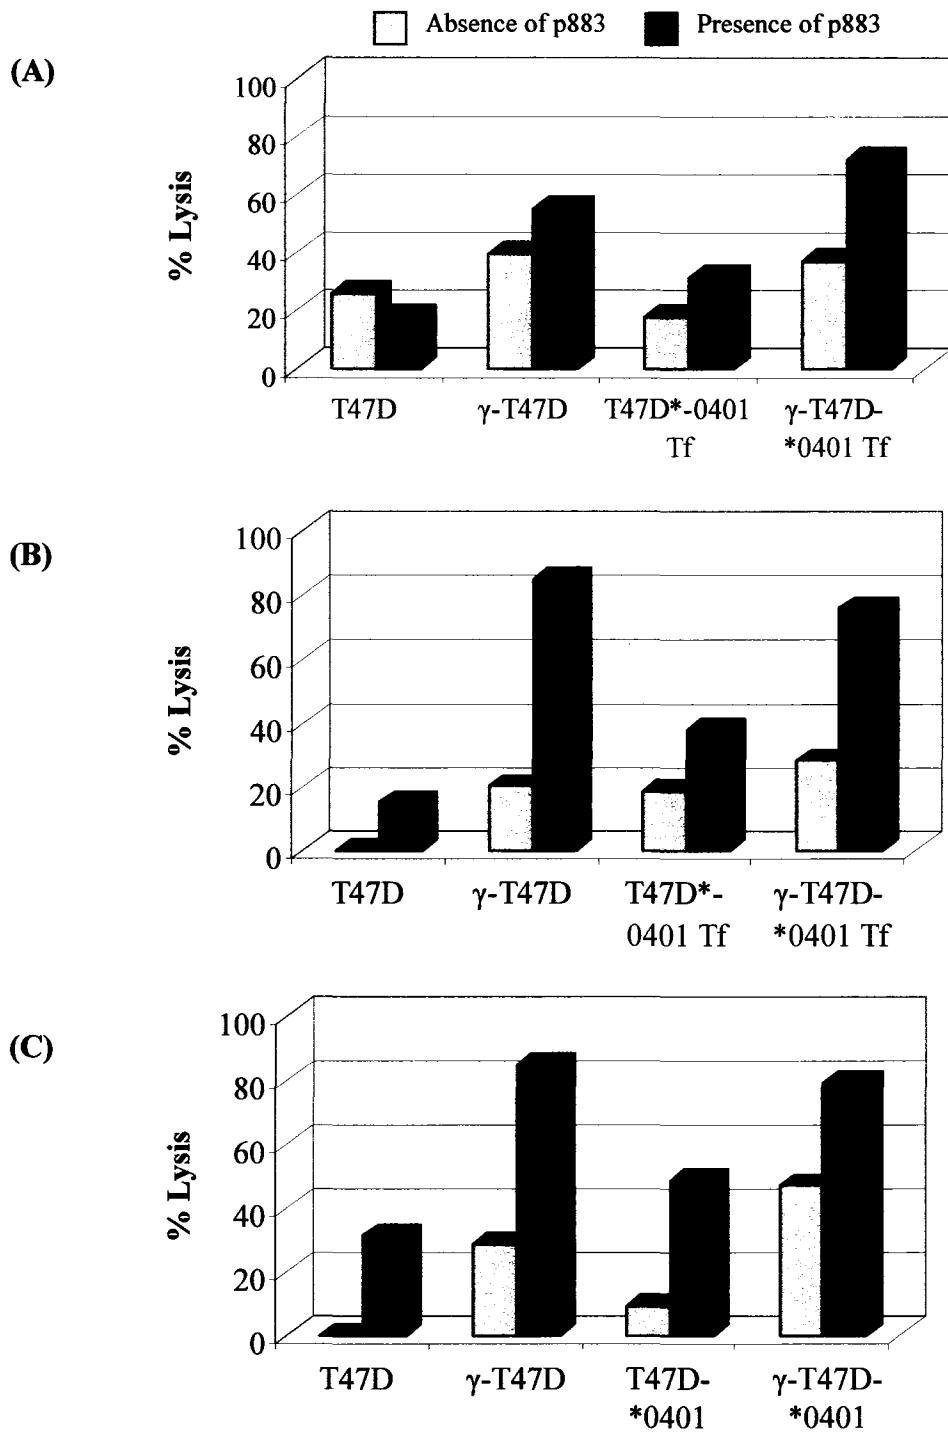 Absence of p883 Presence of p883
(A)
100
80
60
40
20
0
% Lysis
T47D γ-T47D T47D*-0401 γ-T47D-
Tf *0401 Tf
(B)
100
80
60
40
20
0
% Lysis
T47D γ-T47D T47D*- γ-T47D-
0401 Tf *0401 Tf
(C)
100
80
60
40
20
0
% Lysis
T47D γ-T47D T47D- γ-T47D-
*0401 *0401